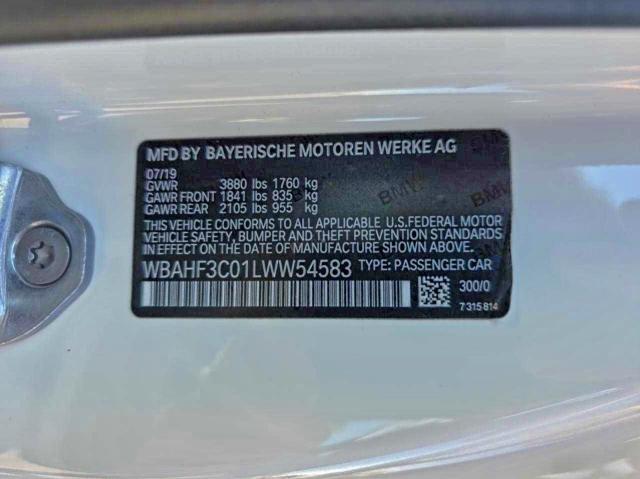 MFD BY BAYERISCHE MOTOREN WERKE AG
07/19
GVWR 3880 lbs 1760 kg
GAWR FRONT 1841 lbs 835 kg
GAWR REAR 2105 lbs 955 kg
THIS VEHICLE CONFORMS TO ALL APPLICABLE U.S.FEDERAL MOTOR
VEHICLE SAFETY, BUMPER, AND THEFT PREVENTION STANDARDS
IN EFFECT ON THE DATE OF MANUFACTURE SHOWN ABOVE.
WBAHF3C01LWW54583 TYPE: PASSENGER CAR
300/0
7315814
BMW